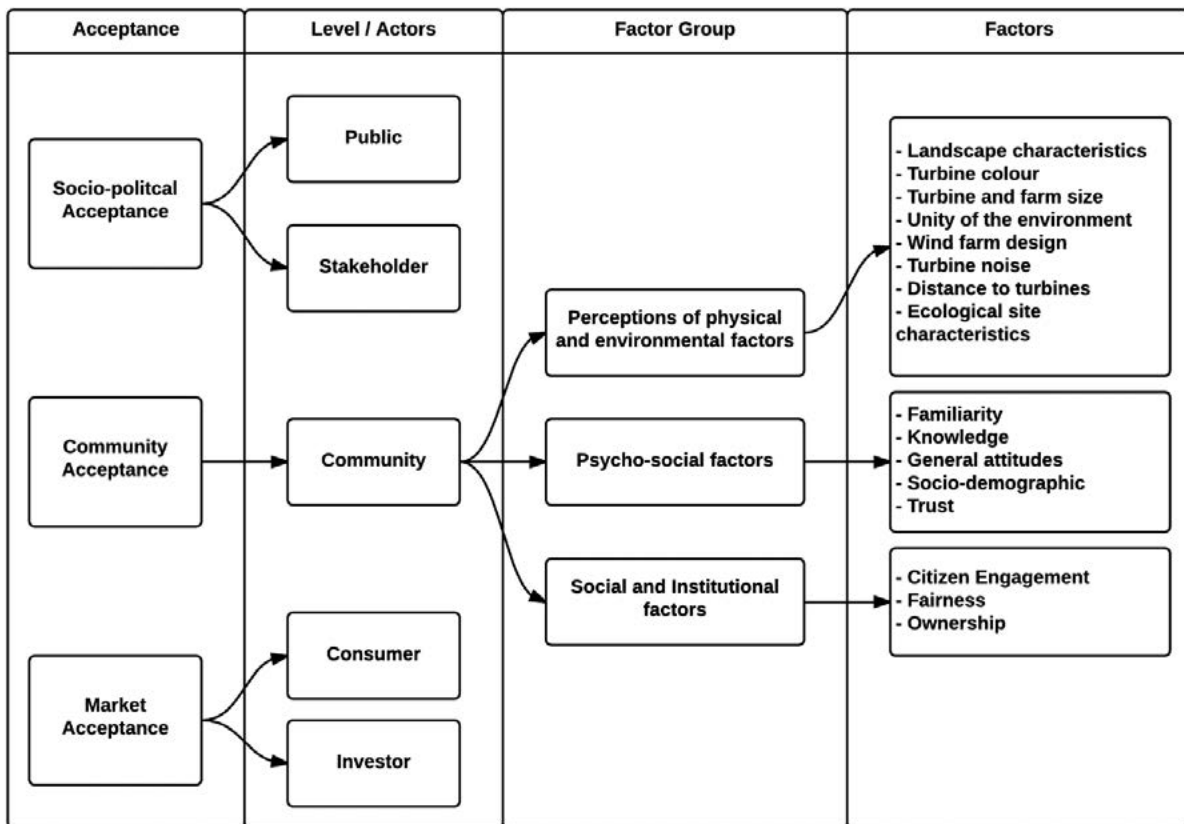 Acceptance
Level / Actors
Factor Group
Factors
Socio-politcal
Acceptance
Public
Stakeholder
Community
Acceptance
Community
Market
Acceptance
Consumer
Investor
Perceptions of physical
and environmental factors
Psycho-social factors
Social and Institutional
factors
- Landscape characteristics
- Turbine colour
- Turbine and farm size
- Unity of the environment
- Wind farm design
- Turbine noise
- Distance to turbines
- Ecological site
characteristics
- Familiarity
- Knowledge
- General attitudes
- Socio-demographic
- Trust
- Citizen Engagement
- Fairness
- Ownership